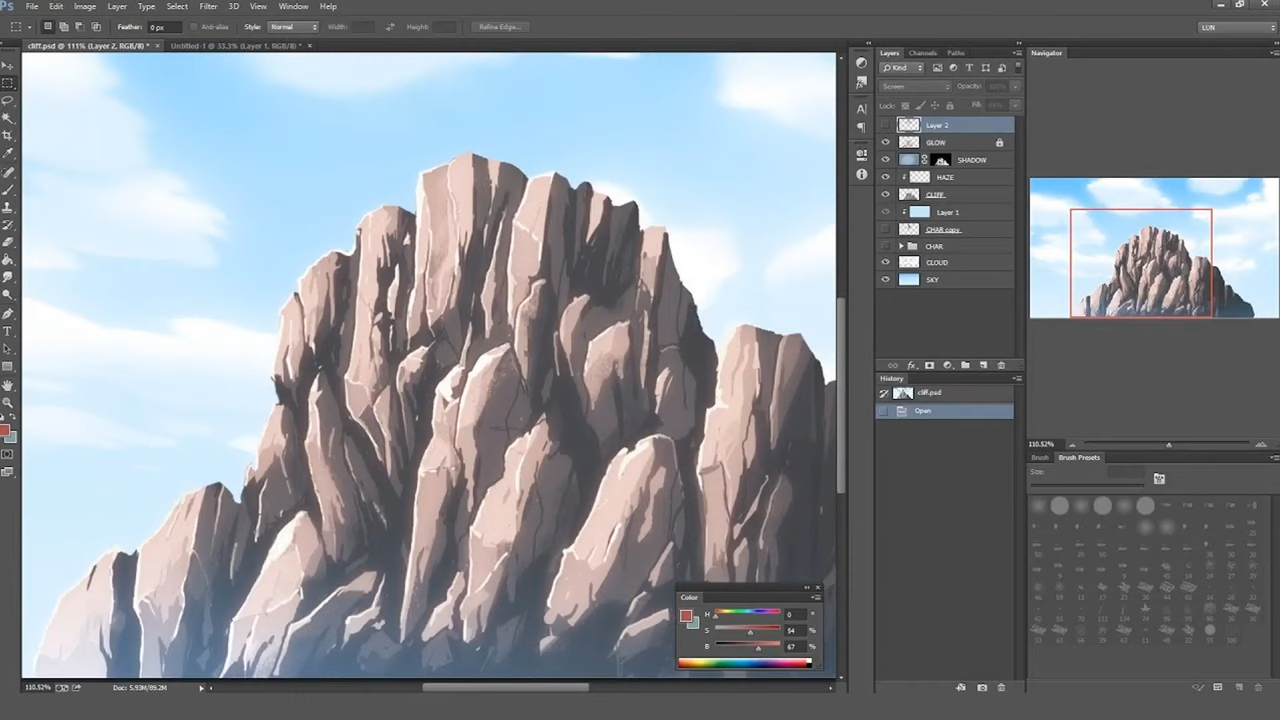 Ps File Edit Image Layer Type Select Filter 3D View Window Help
Feather: 0 px Anti-alias Style: Normal Width: Height: Refine Edge... LUN
cliff.psd @ 111% (Layer 2, RGB/8) * × Untitled-1 @ 33.3% (Layer 1, RGB/8) * ×
Layers Channels Paths
Kind
Screen Opacity: 100%
Lock: Fill:
Layer 2
GLOW
SHADOW
HAZE
CLIFF
Layer 1
CHAR copy
CHAR
CLOUD
SKY
fx
History
cliff.psd
Open
Navigator
110.52%
Brush Brush Presets
Size:
Color
H 0 °
S 54 %
B 67 %
110.52% Doc: 5.93M/89.2M